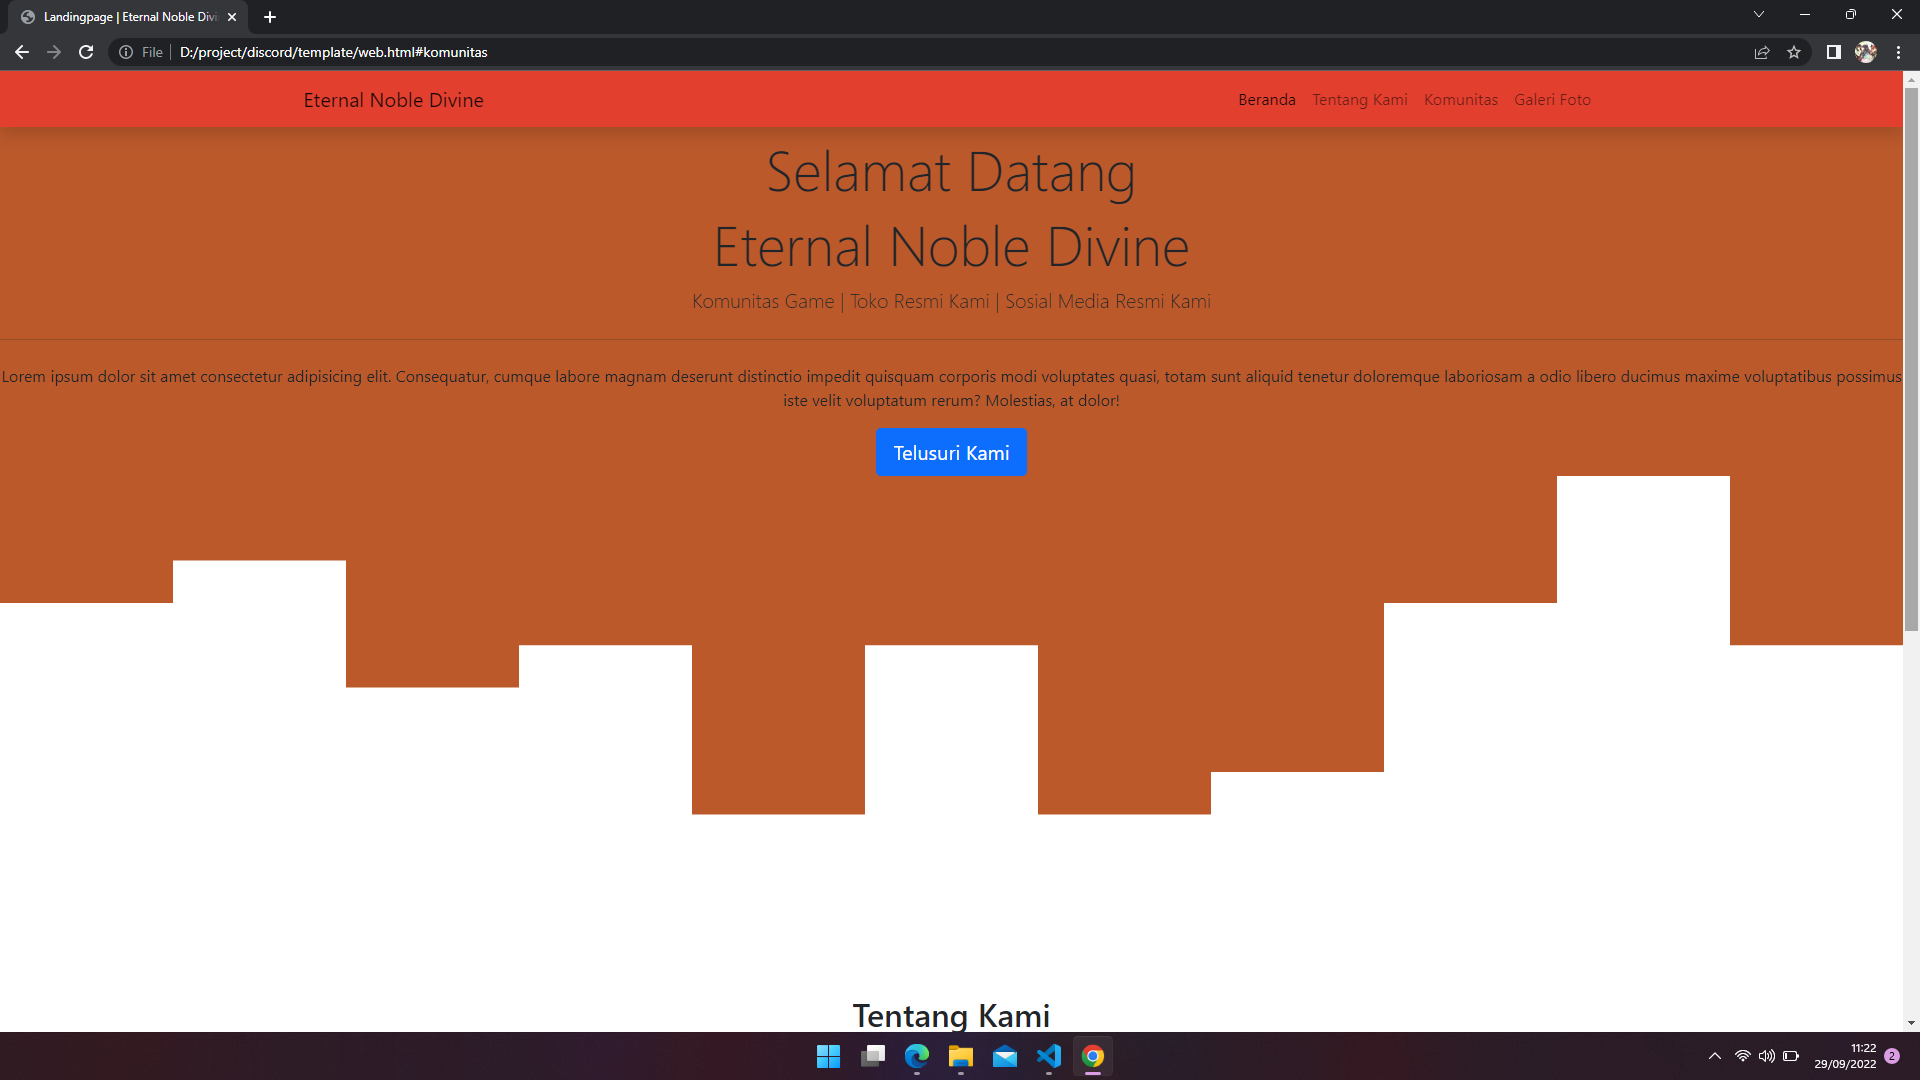 Landingpage | Eternal Noble Divi
File
D:/project/discord/template/web.html#komunitas
Eternal Noble Divine
Beranda Tentang Kami Komunitas Galeri Foto
Selamat Datang
Eternal Noble Divine
Komunitas Game | Toko Resmi Kami | Sosial Media Resmi Kami
Lorem ipsum dolor sit amet consectetur adipisicing elit. Consequatur, cumque labore magnam deserunt distinctio impedit quisquam corporis modi voluptates quasi, totam sunt aliquid tenetur doloremque laboriosam a odio libero ducimus maxime voluptatibus possimus
iste velit voluptatum rerum? Molestias, at dolor!
Telusuri Kami
Tentang Kami
11:22
29/09/2022
2